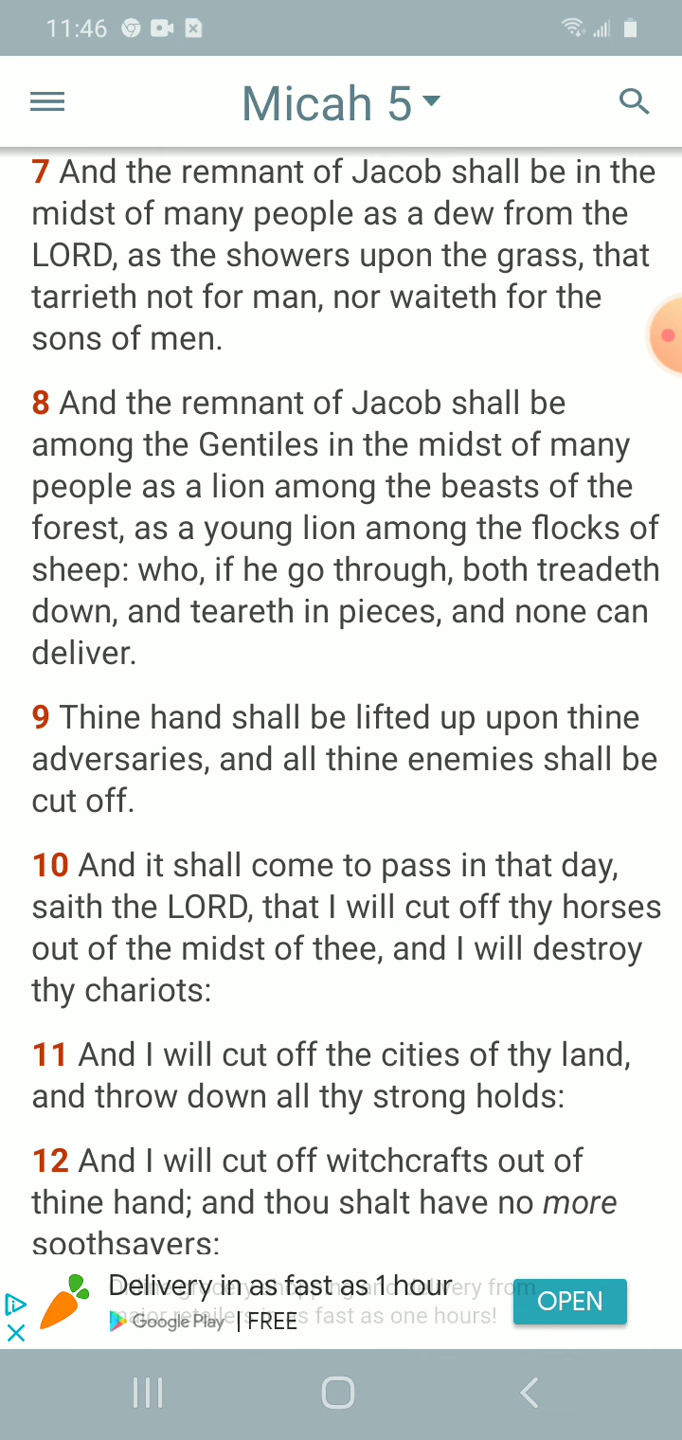 11:46
Micah 5
7 And the remnant of Jacob shall be in the
midst of many people as a dew from the
LORD, as the showers upon the grass, that
tarrieth not for man, nor waiteth for the
sons of men.
8 And the remnant of Jacob shall be
among the Gentiles in the midst of many
people as a lion among the beasts of the
forest, as a young lion among the flocks of
sheep: who, if he go through, both treadeth
down, and teareth in pieces, and none can
deliver.
9 Thine hand shall be lifted up upon thine
adversaries, and all thine enemies shall be
cut off.
10 And it shall come to pass in that day,
saith the LORD, that I will cut off thy horses
out of the midst of thee, and I will destroy
thy chariots:
11 And I will cut off the cities of thy land,
and throw down all thy strong holds:
12 And I will cut off witchcrafts out of
thine hand; and thou shalt have no more
soothsayers:
Delivery in as fast as 1 hour
Google Play | FREE
as fast as one hours!
OPEN